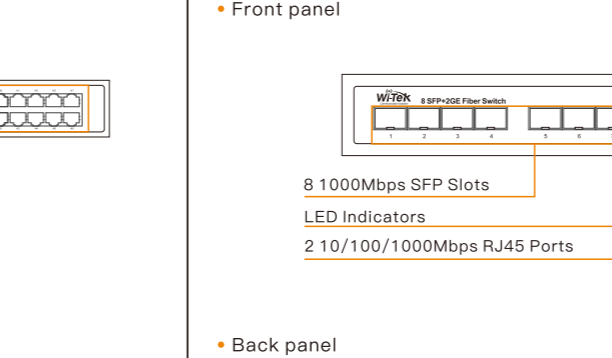 • Front panel
Wi-Tek
8 SFP+2GE Fiber Switch
1 2 3 4 5 6
8 1000Mbps SFP Slots
LED Indicators
2 10/100/1000Mbps RJ45 Ports
• Back panel